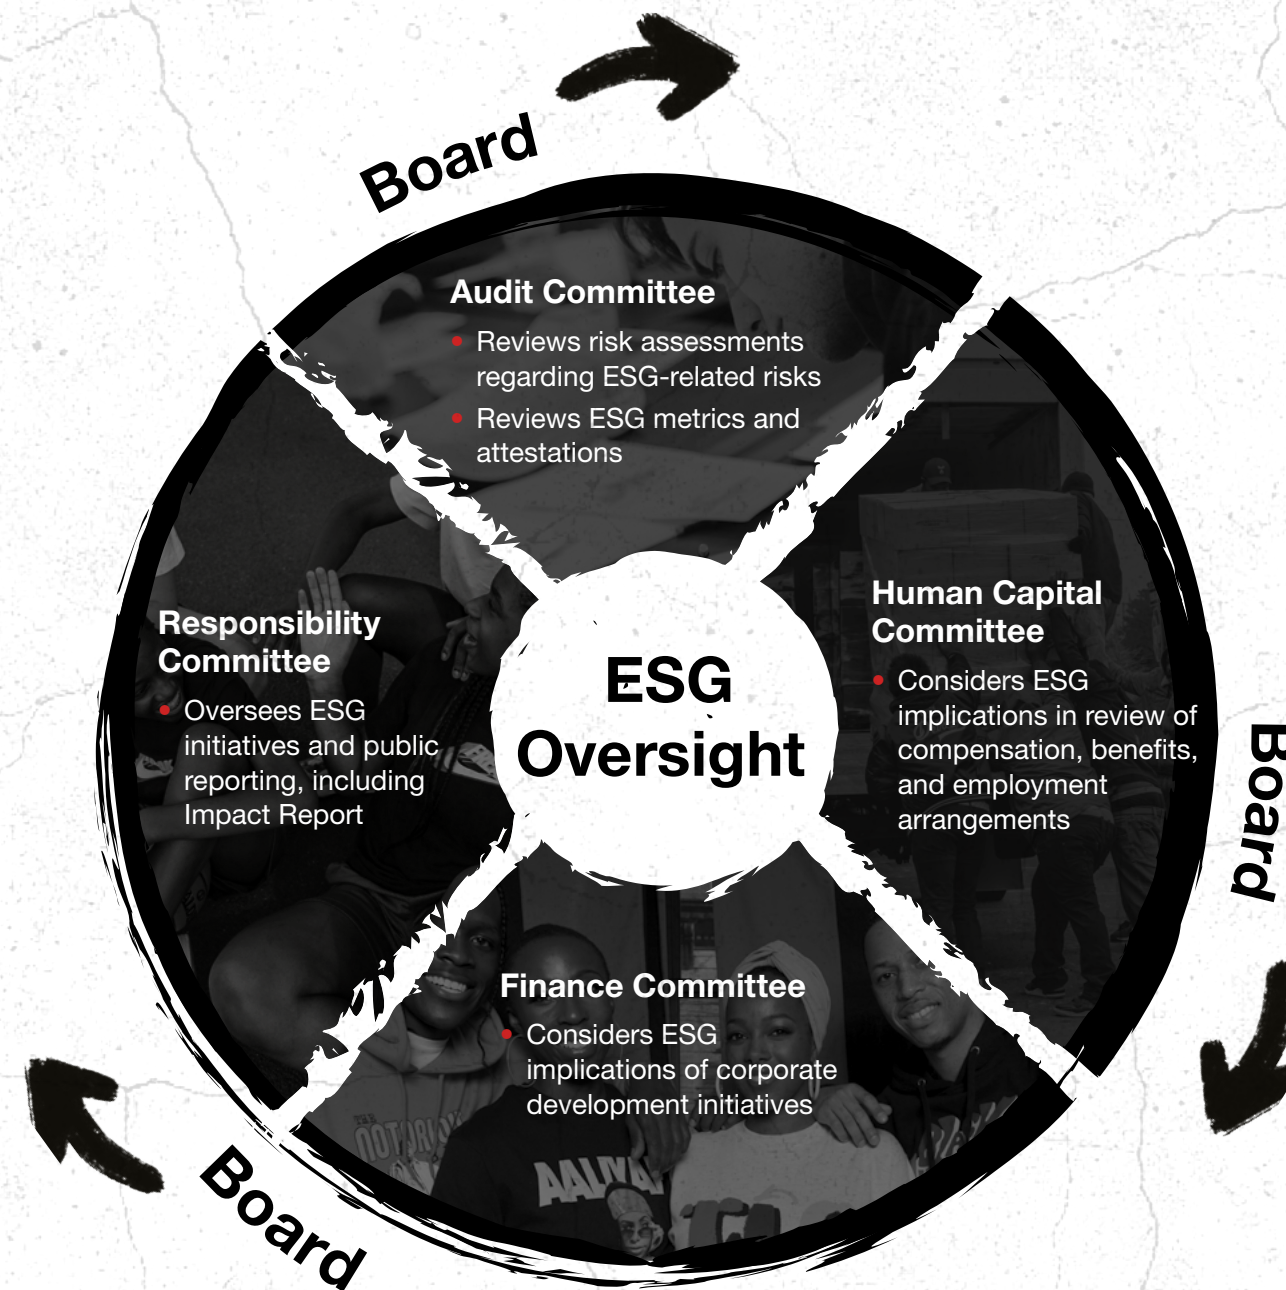 Board
Audit Committee
• Reviews risk assessments
regarding ESG-related risks
• Reviews ESG metrics and
attestations
Human Capital
Committee
• Considers ESG
implications in review of
compensation, benefits,
and employment
arrangements
Board
Responsibility
Committee
• Oversees ESG
initiatives and public
reporting, including
Impact Report
ESG
Oversight
Finance Committee
• Considers ESG
implications of corporate
development initiatives
Board